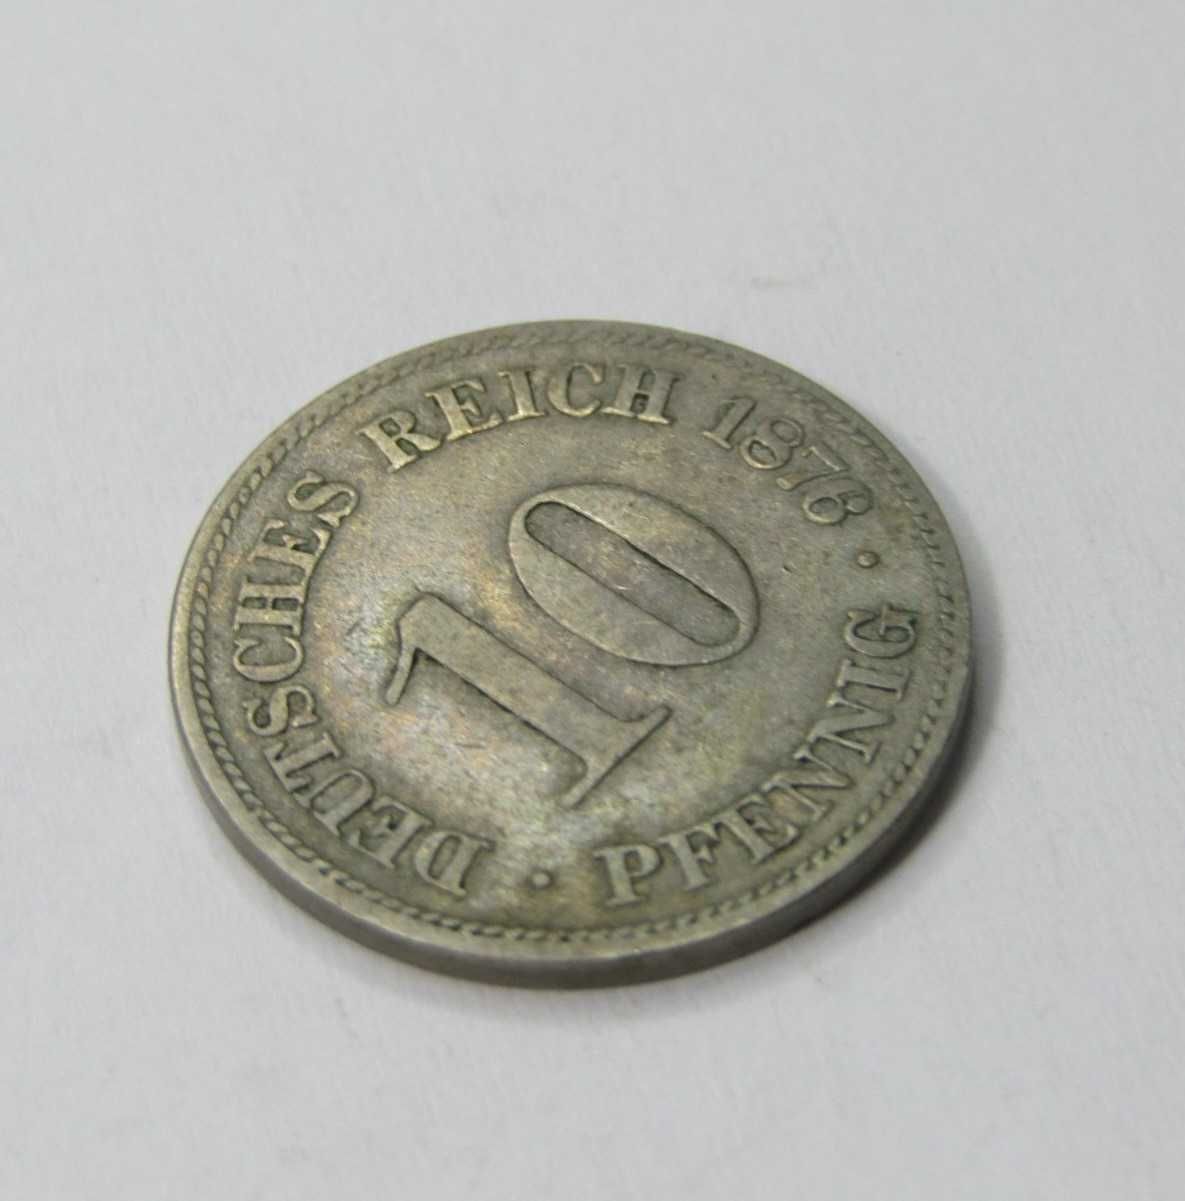 DEUTSCHES REICH 1876 ·
10
PFENNIG ·